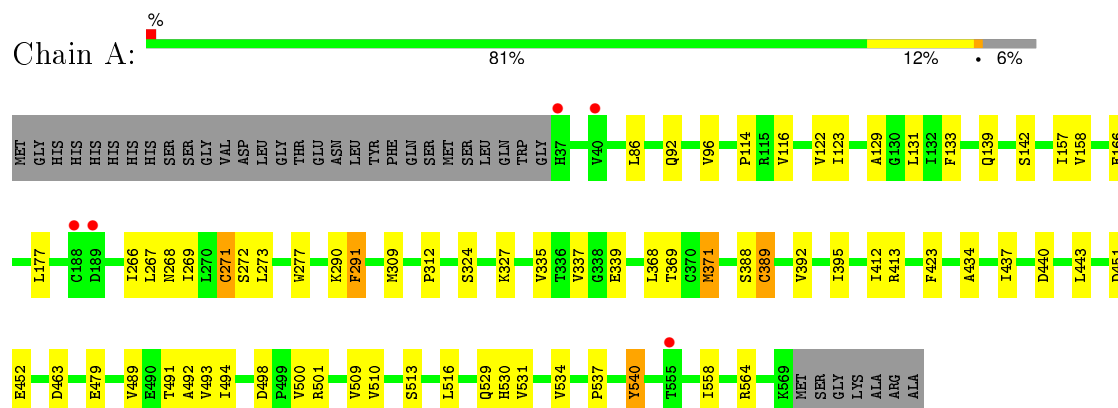 %
Chain A:
81% 12% • 6%
MET GLY HIS HIS HIS HIS HIS HIS SER SER GLY VAL ASP LEU GLY THR GLU ASN LEU TYR PHE GLN SER MET SER LEU GLN TRP GLY H37 V40 L86 Q92 V96 P114 R115 V116 V122 I123 A129 G130 L131 I132 F133 Q139 S142 I157 V158
L177 C188 D189 I266 L267 N268 I269 L270 C271 S272 L273 W277 K290 F291 M309 P312 S324 K327 V335 T336 V337 G338 E339 L368 T369 C370 M371 S388 C389 V392 I395 I412 R413 F423 A434 I437 D440 L443
E452 D463 E479 V489 E490 T491 A492 V493 I494 D498 P499 V500 R501 V509 V510 S513 L516 Q529 H530 V531 V534 P537 Y540 T555 I558 R564 K569 MET SER GLY LYS ALA ARG ALA